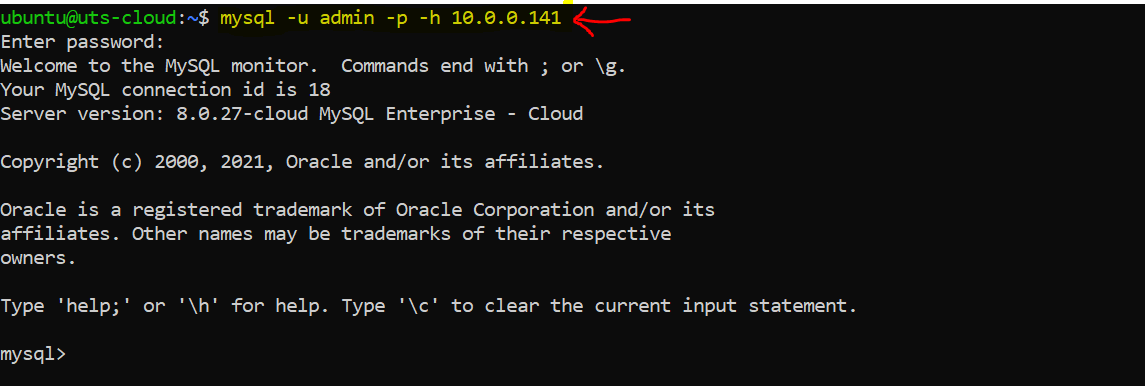 ubuntu@uts-cloud:~$ mysql -u admin -p -h 10.0.0.141
Enter password:
Welcome to the MySQL monitor.  Commands end with ; or \g.
Your MySQL connection id is 18
Server version: 8.0.27-cloud MySQL Enterprise - Cloud
Copyright (c) 2000, 2021, Oracle and/or its affiliates.
Oracle is a registered trademark of Oracle Corporation and/or its
affiliates. Other names may be trademarks of their respective
owners.
Type 'help;' or '\h' for help. Type '\c' to clear the current input statement.
mysql>